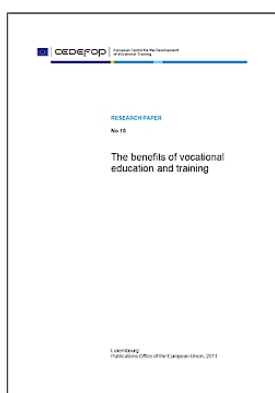 CEDEFOP
European Centre for the Development
of Vocational Training
RESEARCH PAPER
No 10
The benefits of vocational
education and training
Luxembourg:
Publications Office of the European Union, 2011